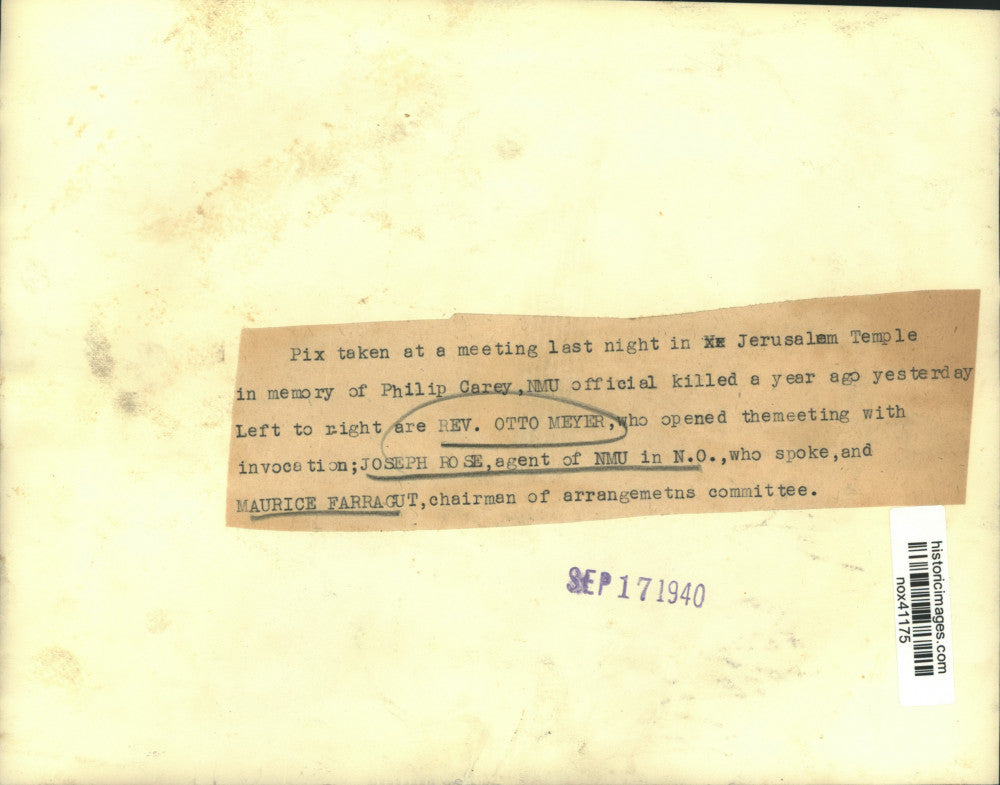 Pix taken at a meeting last night in Jerusalem Temple
in memory of Philip Carey,NMU official killed a year ago yesterday
Left to right are REV. OTTO MEYER,who opened themeeting with
invocation;JOSEPH ROSE,agent of NMU in N.O.,who spoke,and
MAURICE FARRAGUT,chairman of arrangemetns committee.
SEP 17 1940
historicimages.com
nox41175